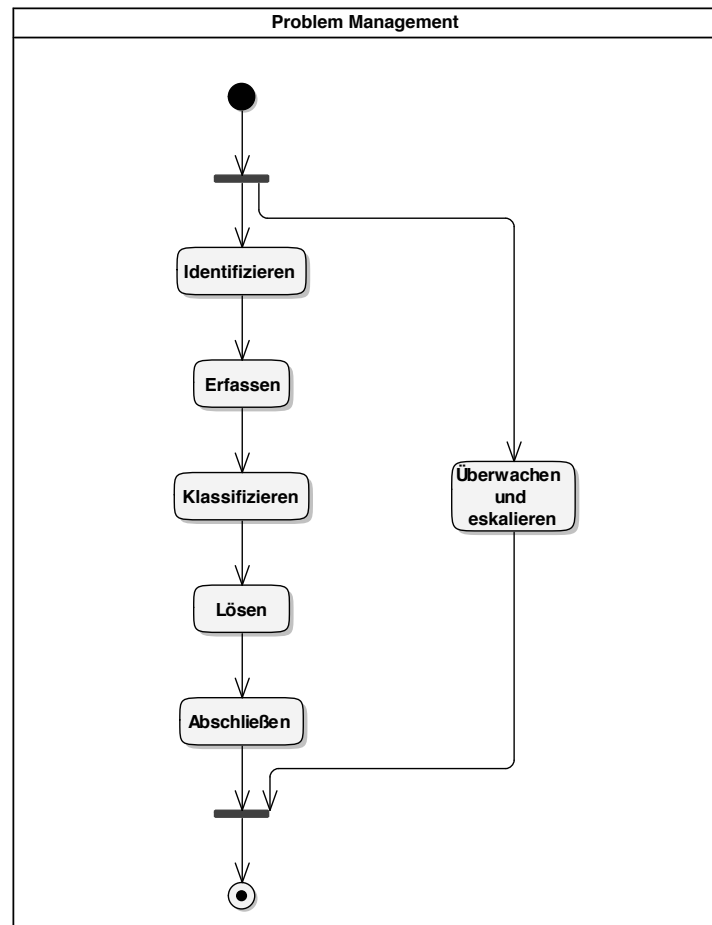 Problem Management
Identifizieren
Erfassen
Klassifizieren
Überwachen
und
eskalieren
Lösen
Abschließen